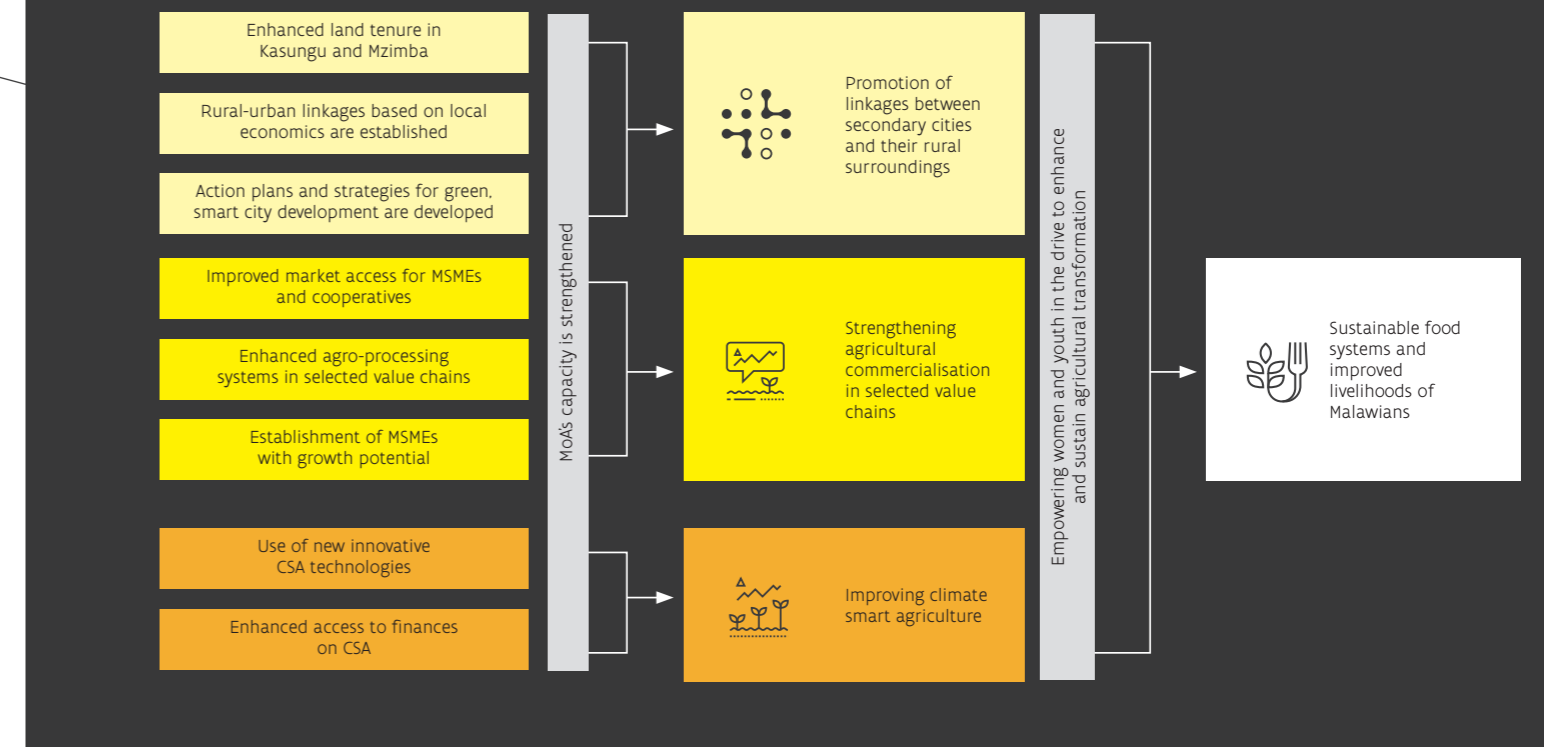 Enhanced land tenure in
Kasungu and Mzimba
Rural-urban linkages based on local
economics are established
Action plans and strategies for green,
smart city development are developed
Improved market access for MSMEs
and cooperatives
Enhanced agro-processing
systems in selected value chains
Establishment of MSMEs
with growth potential
Use of new innovative
CSA technologies
Enhanced access to finances
on CSA
MoA's capacity is strengthened
Promotion of
linkages between
secondary cities
and their rural
surroundings
Strengthening
agricultural
commercialisation
in selected value
chains
Improving climate
smart agriculture
Empowering women and youth in the drive to enhance
and sustain agricultural transformation
Sustainable food
systems and
improved
livelihoods of
Malawians